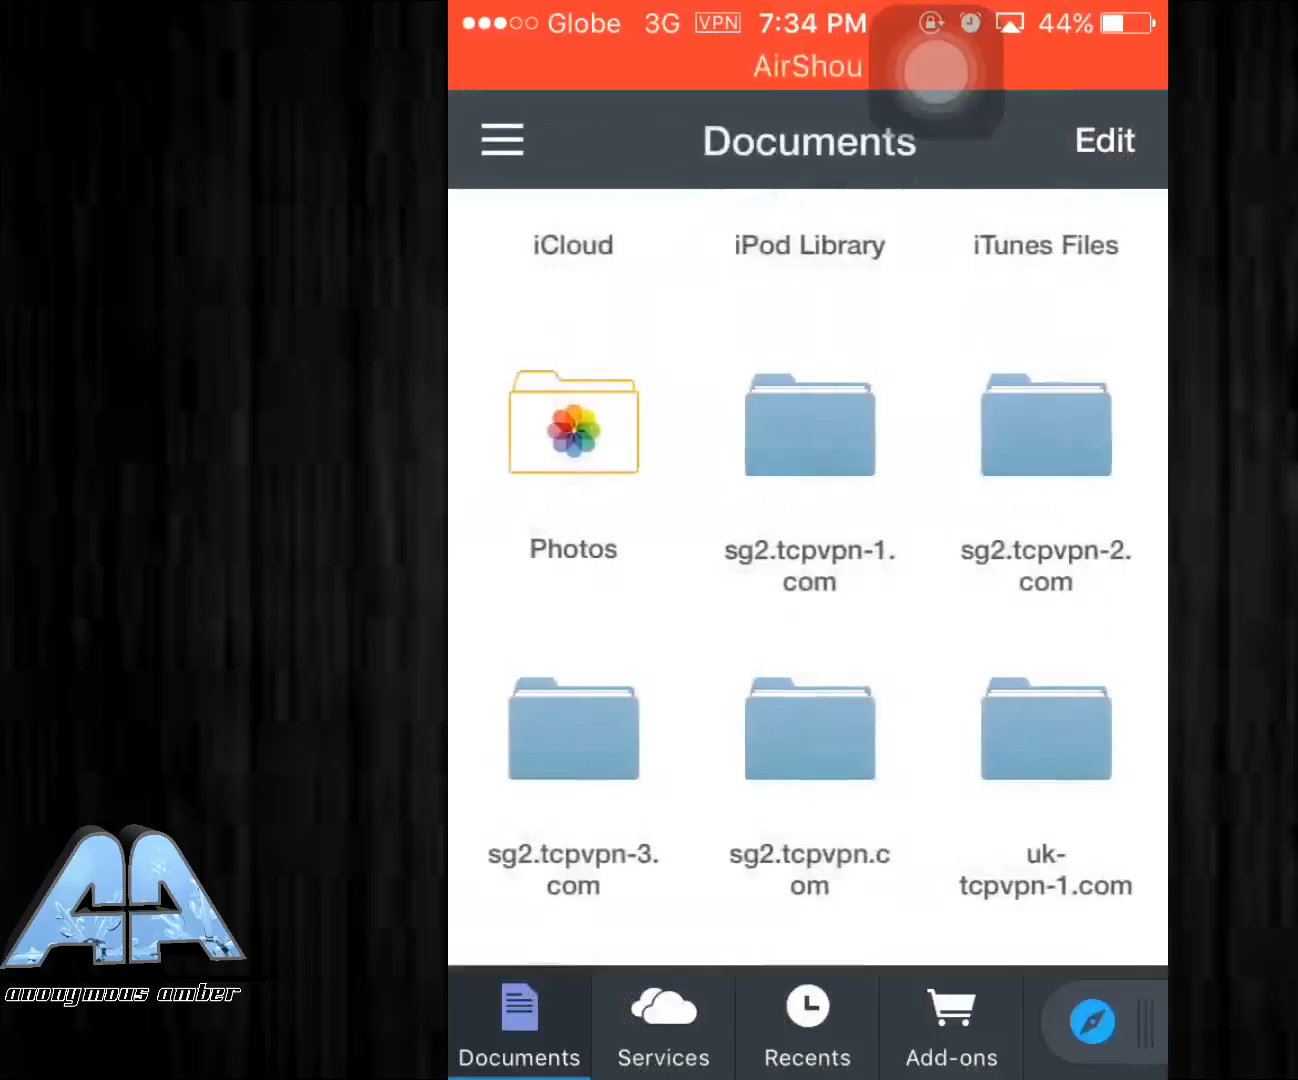 Globe 3G VPN 7:34 PM 44%
AirShou
Documents
Edit
iCloud
iPod Library
iTunes Files
Photos
sg2.tcpvpn-1.
com
sg2.tcpvpn-2.
com
sg2.tcpvpn-3.
com
sg2.tcpvpn.c
om
uk-
tcpvpn-1.com
AA
anonymous amber
Documents
Services
Recents
Add-ons